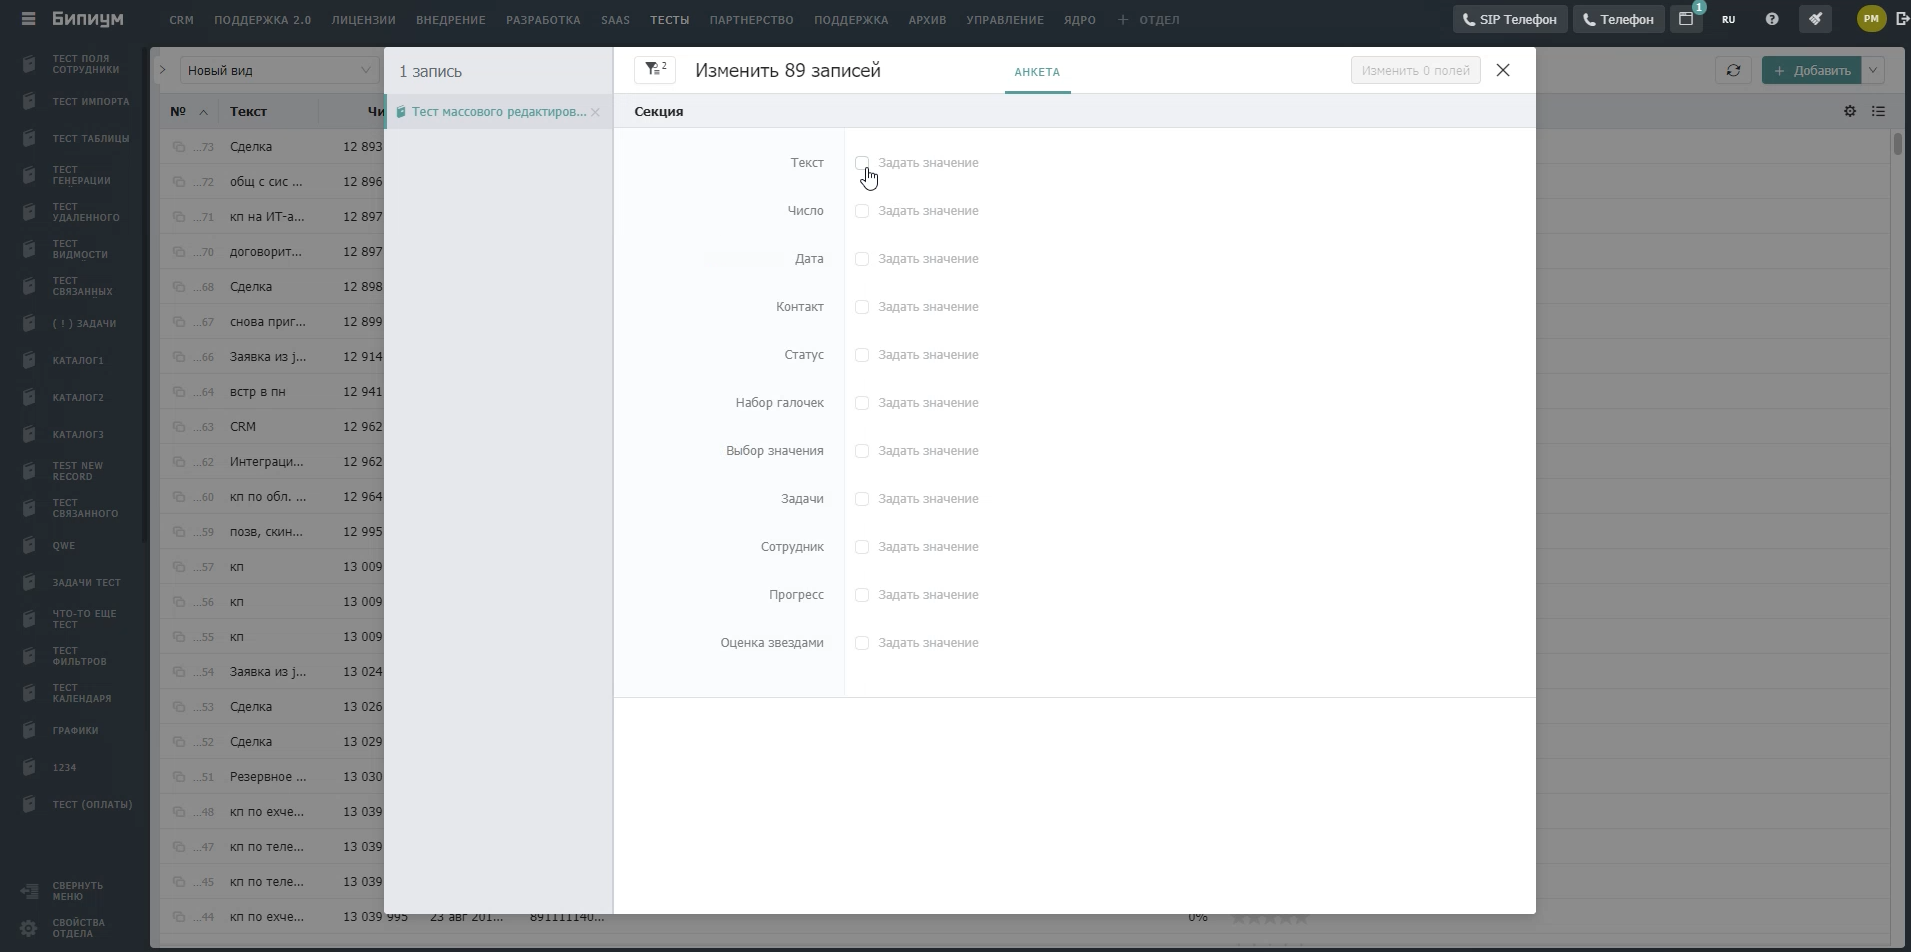 Бипиум
CRM ПОДДЕРЖКА 2.0 ЛИЦЕНЗИИ ВНЕДРЕНИЕ РАЗРАБОТКА SAAS ТЕСТЫ ПАРТНЕРСТВО ПОДДЕРЖКА АРХИВ УПРАВЛЕНИЕ ЯДРО + ОТДЕЛ
SIP Телефон Телефон 1 RU ? PM
ТЕСТ ПОЛЯ
СОТРУДНИКИ
ТЕСТ ИМПОРТА
ТЕСТ ТАБЛИЦЫ
ТЕСТ
ГЕНЕРАЦИИ
ТЕСТ
УДАЛЕННОГО
ТЕСТ
ВИДМОСТИ
ТЕСТ
СВЯЗАННЫХ
( ! ) ЗАДАЧИ
КАТАЛОГ1
КАТАЛОГ2
КАТАЛОГ3
TEST NEW
RECORD
ТЕСТ
СВЯЗАННОГО
QWE
ЗАДАЧИ ТЕСТ
ЧТО-ТО ЕЩЕ
ТЕСТ
ТЕСТ
ФИЛЬТРОВ
ТЕСТ
КАЛЕНДАРЯ
ГРАФИКИ
1234
ТЕСТ (ОПЛАТЫ)
СВЕРНУТЬ
МЕНЮ
СВОЙСТВА
ОТДЕЛА
Новый вид
+ Добавить
№ Текст Чи
...73 Сделка 12 893
...72 общ с сис ... 12 896
...71 кп на ИТ-а... 12 897
...70 договорит... 12 897
...68 Сделка 12 898
...67 снова приг... 12 899
...66 Заявка из j... 12 914
...64 встр в пн 12 941
...63 CRM 12 962
...62 Интеграци... 12 962
...60 кп по обл. ... 12 964
...59 позв, скин... 12 995
...57 кп 13 009
...56 кп 13 009
...55 кп 13 009
...54 Заявка из j... 13 024
...53 Сделка 13 026
...52 Сделка 13 029
...51 Резервное ... 13 030
...48 кп по ехче... 13 039
...47 кп по теле... 13 039
...45 кп по теле... 13 039
...44 кп по ехче... 13 039 995 23 авг 201... 891111140... 0%
1 запись
Тест массового редактиров...
2 Изменить 89 записей АНКЕТА Изменить 0 полей
Секция
Текст Задать значение
Число Задать значение
Дата Задать значение
Контакт Задать значение
Статус Задать значение
Набор галочек Задать значение
Выбор значения Задать значение
Задачи Задать значение
Сотрудник Задать значение
Прогресс Задать значение
Оценка звездами Задать значение